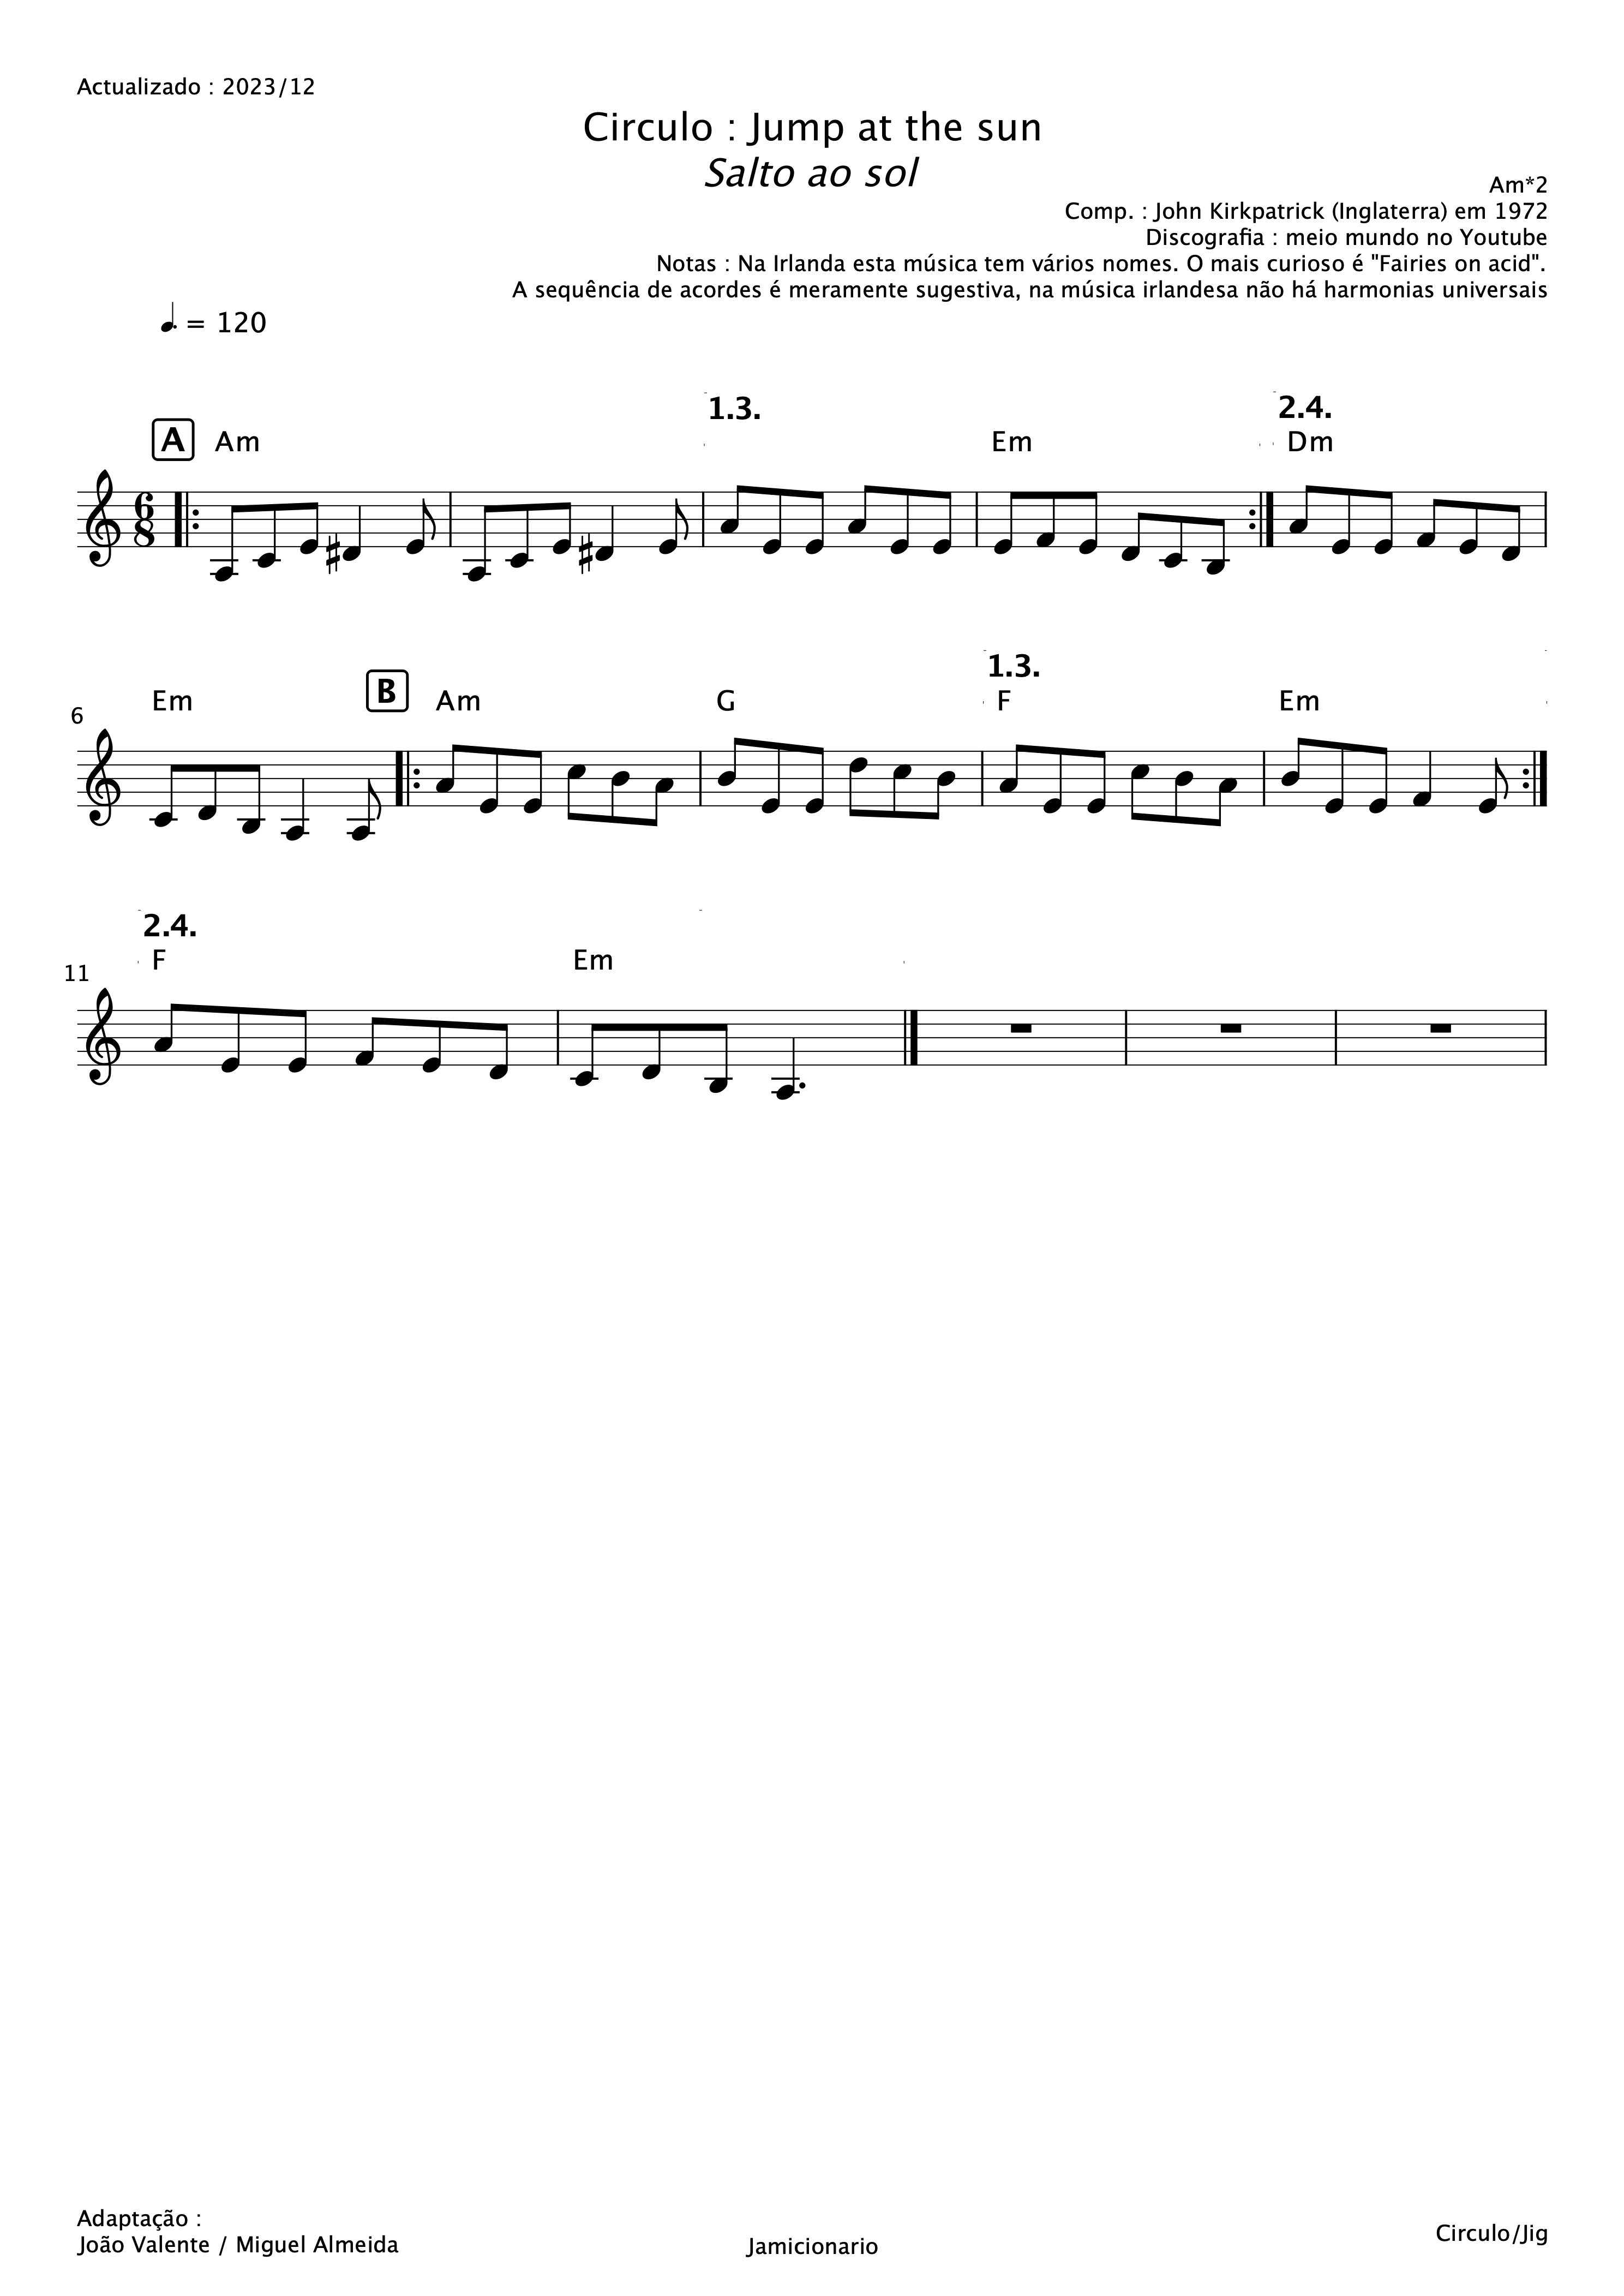 Actualizado : 2023/12
Circulo : Jump at the sun
Salto ao sol
Am*2
Comp. : John Kirkpatrick (Inglaterra) em 1972
Discografia : meio mundo no Youtube
Notas : Na Irlanda esta música tem vários nomes. O mais curioso é "Fairies on acid".
A sequência de acordes é meramente sugestiva, na música irlandesa não há harmonias universais
= 120
1.3. 2.4.
A Am Em Dm
6
8
1.3.
6 Em B Am G F Em
2.4.
11 F Em
Adaptação :
João Valente / Miguel Almeida
Jamicionario
Circulo/Jig